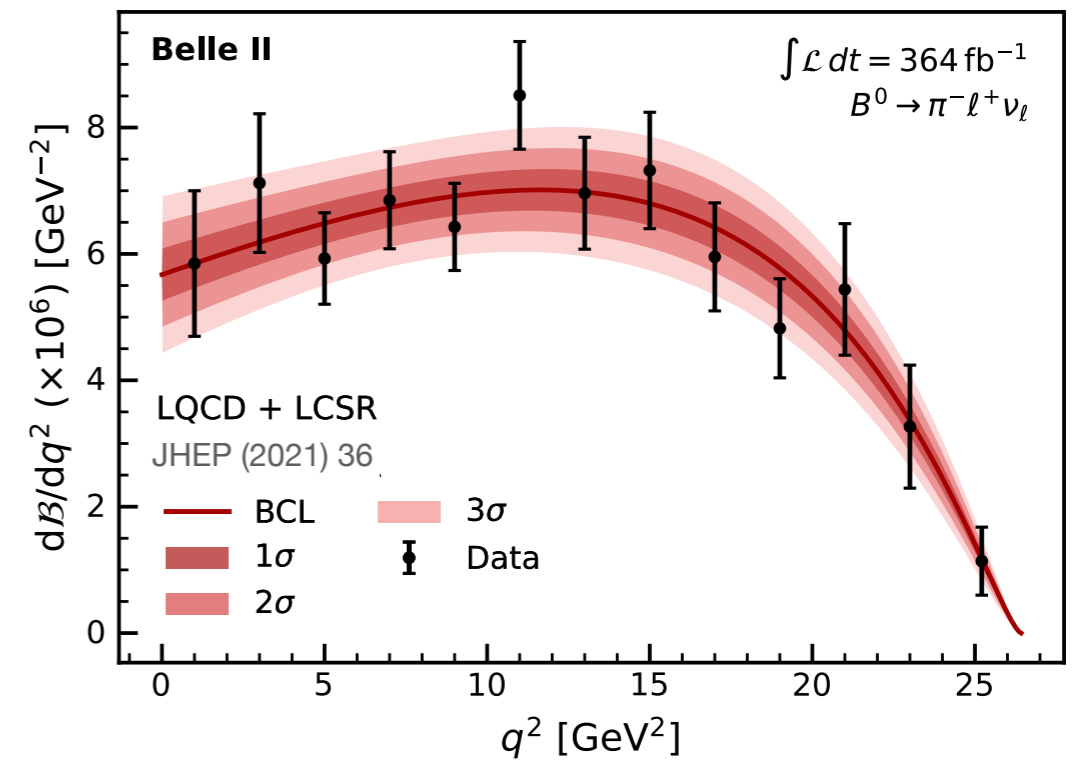 Belle II
∫ℒ dt = 364 fb⁻¹
B⁰ → π⁻ℓ⁺νℓ
dℬ/dq² (×10⁶) [GeV⁻²]
8
6
4
2
0
LQCD + LCSR
JHEP (2021) 36
BCL
1σ
2σ
3σ
Data
0 5 10 15 20 25
q² [GeV²]